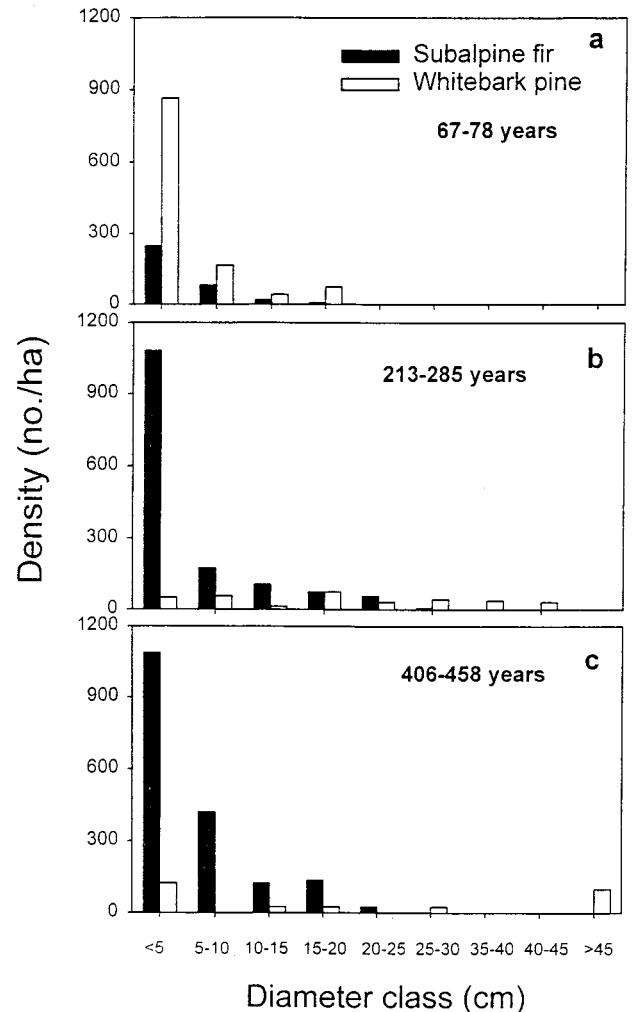 1200
a
Subalpine fir
Whitebark pine
900
67-78 years
600
300
0
1200
b
213-285 years
900
600
300
0
Density (no./ha)
1200
c
406-458 years
900
600
300
0
<5 5-10 10-15 15-20 20-25 25-30 35-40 40-45 >45
Diameter class (cm)